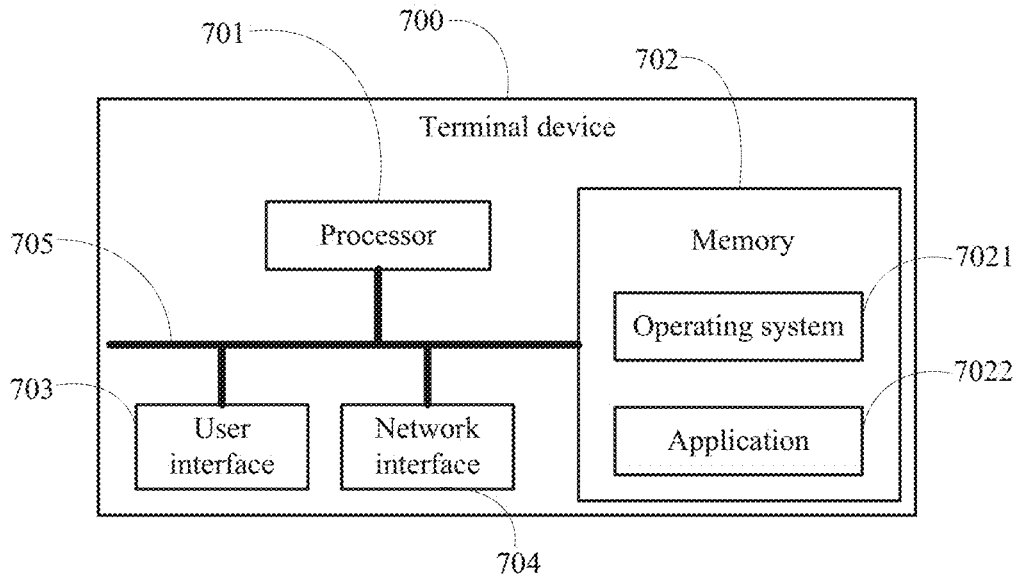 701
700
702
Terminal device
Processor
Memory
705
7021
Operating system
703
7022
User
interface
Network
interface
Application
704